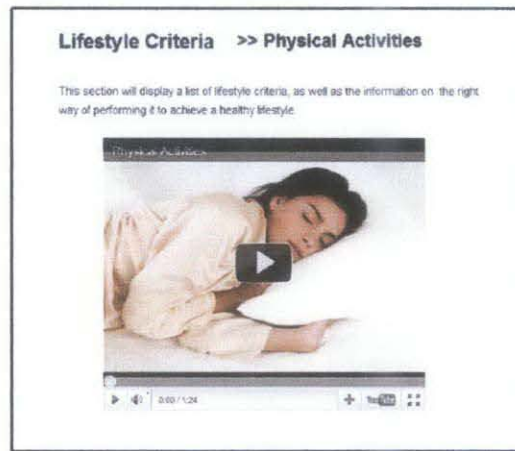 Lifestyle Criteria >> Physical Activities
This section will display a list of lifestyle criteria, as well as the information on the right
way of performing it to achieve a healthy lifestyle
Physical Activities
0:00 / 1:24
YouTube